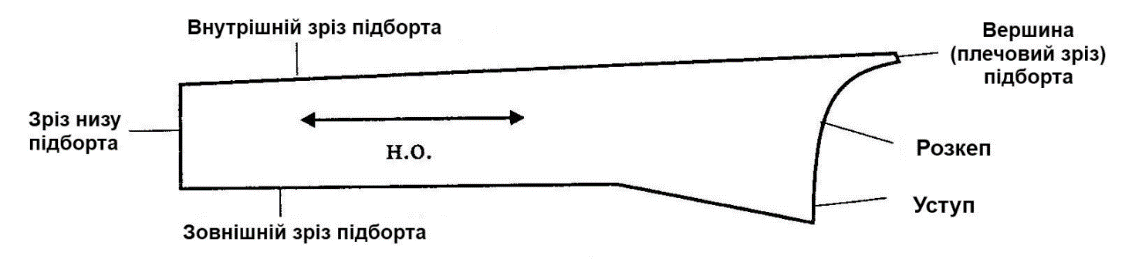 Внутрішній зріз підборта
Вершина
(плечовий зріз)
підборта
Зріз низу
підборта
Н.О.
Розкеп
Уступ
Зовнішній зріз підборта